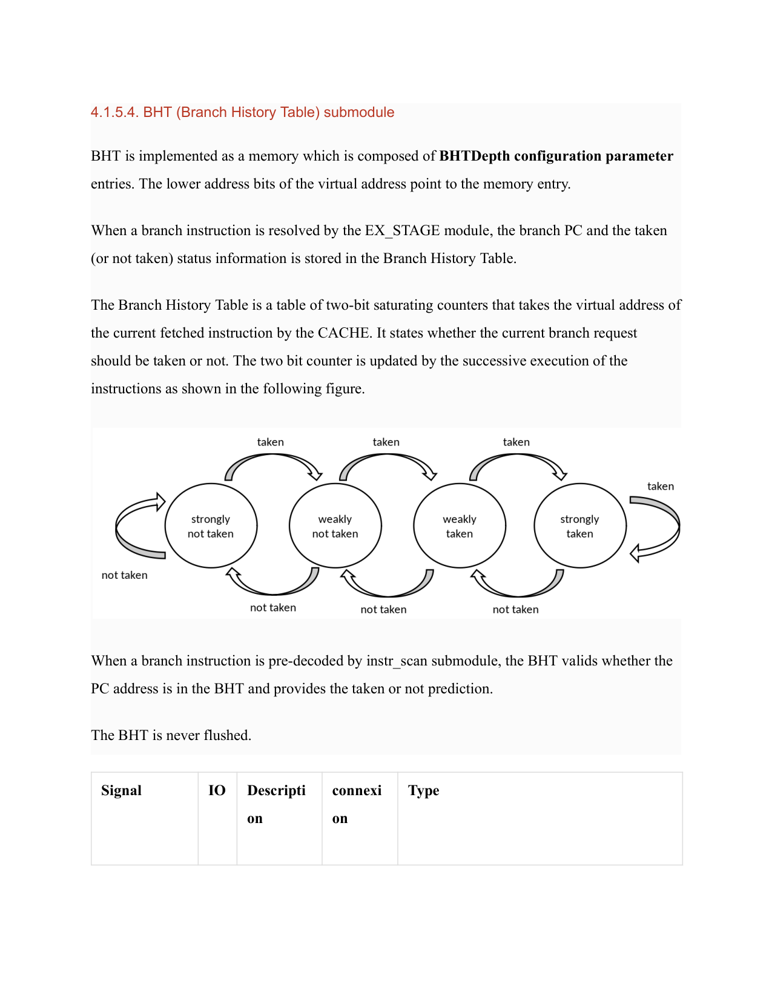 4.1.5.4. BHT (Branch History Table) submodule
BHT is implemented as a memory which is composed of BHTDepth configuration parameter
entries. The lower address bits of the virtual address point to the memory entry.
When a branch instruction is resolved by the EX_STAGE module, the branch PC and the taken
(or not taken) status information is stored in the Branch History Table.
The Branch History Table is a table of two-bit saturating counters that takes the virtual address of
the current fetched instruction by the CACHE. It states whether the current branch request
should be taken or not. The two bit counter is updated by the successive execution of the
instructions as shown in the following figure.
taken
taken
taken
taken
strongly
not taken
weakly
not taken
weakly
taken
strongly
taken
not taken
not taken
not taken
not taken
When a branch instruction is pre-decoded by instr_scan submodule, the BHT valids whether the
PC address is in the BHT and provides the taken or not prediction.
The BHT is never flushed.
Signal
IO
Descripti
on
connexi
on
Type